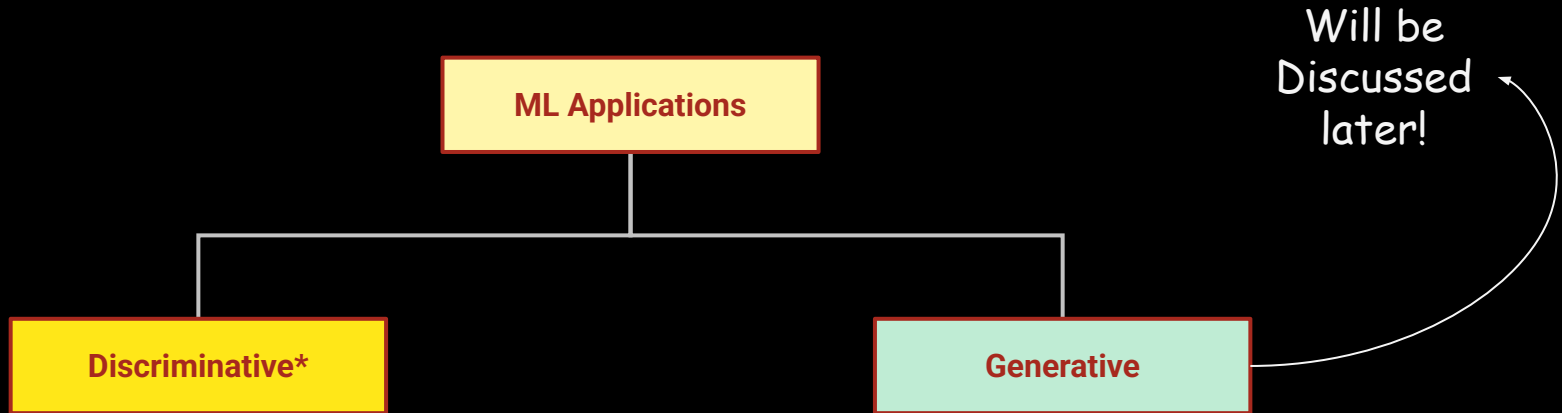 Will be
Discussed
later!
ML Applications
Discriminative*
Generative